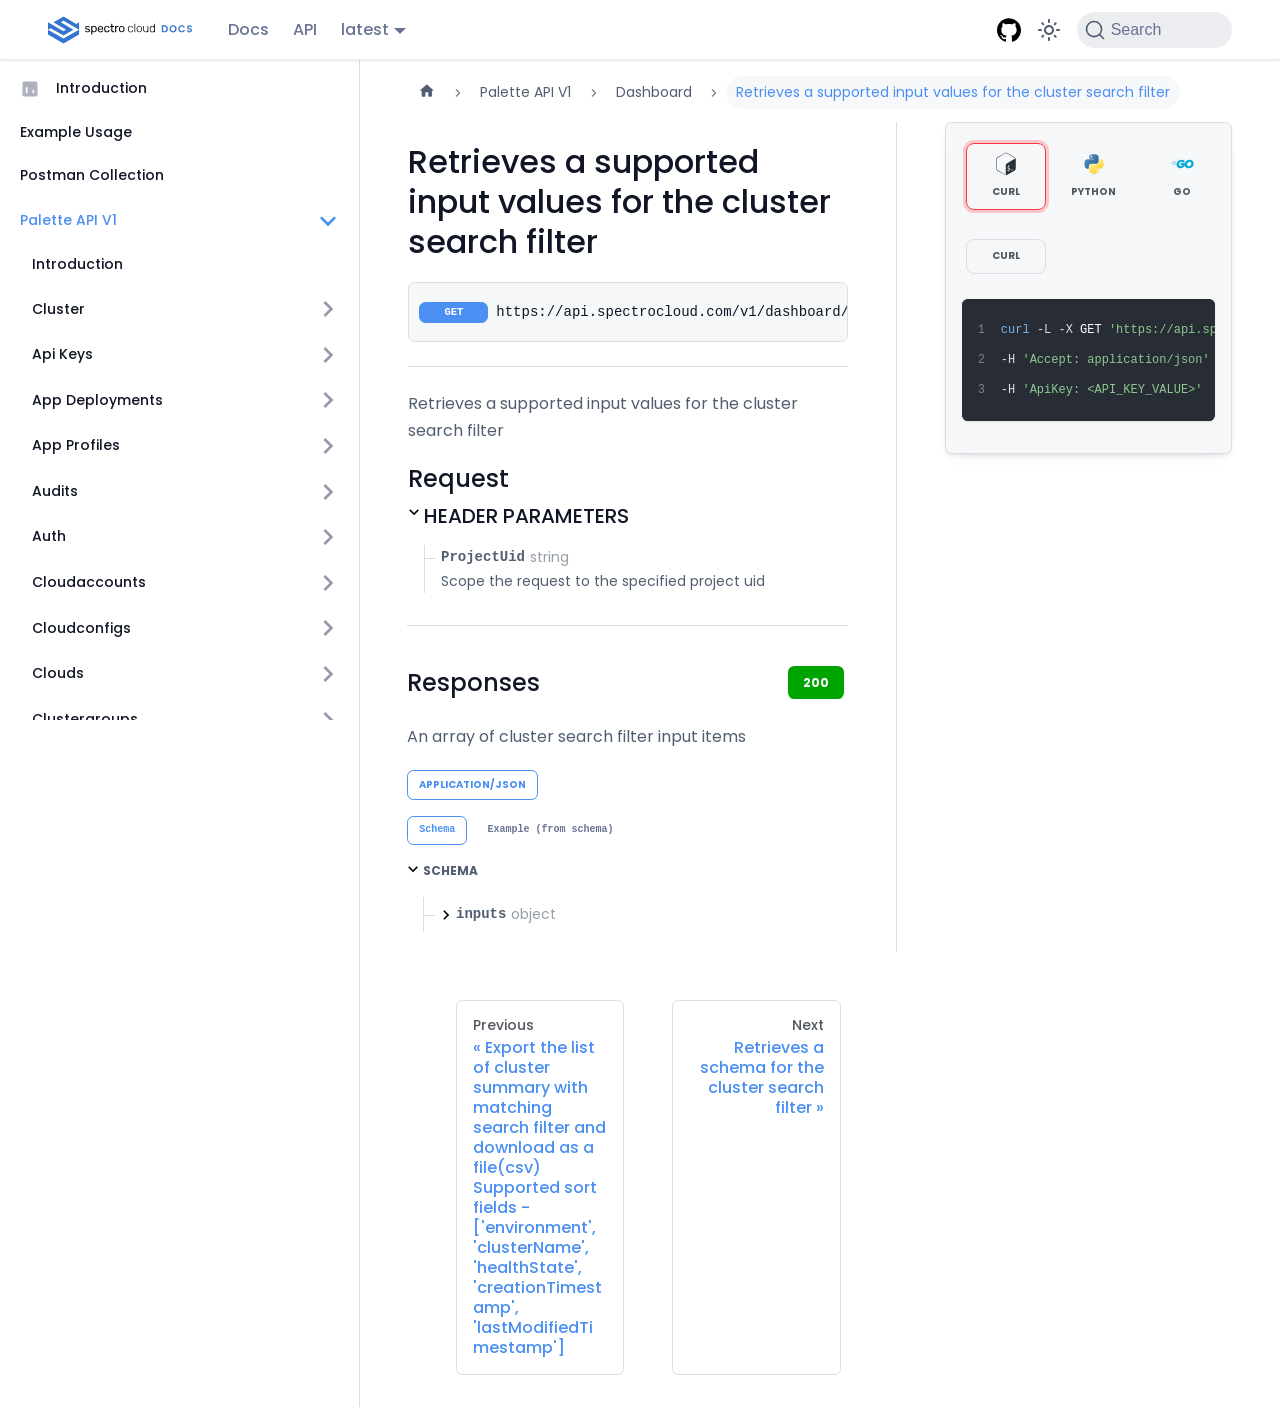 spectro cloud DOCS
Docs
API
latest
Search
Introduction
Example Usage
Postman Collection
Palette API V1
Introduction
Cluster
Api Keys
App Deployments
App Profiles
Audits
Auth
Cloudaccounts
Cloudconfigs
Clouds
Clustergroups
Palette API V1
Dashboard
Retrieves a supported input values for the cluster search filter
Retrieves a supported
input values for the cluster
search filter
GET https://api.spectrocloud.com/v1/dashboard/
Retrieves a supported input values for the cluster
search filter
Request
HEADER PARAMETERS
ProjectUid string
Scope the request to the specified project uid
Responses
200
An array of cluster search filter input items
APPLICATION/JSON
Schema
Example (from schema)
SCHEMA
inputs object
CURL
PYTHON
GO
CURL
1 curl -L -X GET 'https://api.sp
2 -H 'Accept: application/json'
3 -H 'ApiKey: <API_KEY_VALUE>'
Previous
« Export the list
of cluster
summary with
matching
search filter and
download as a
file(csv)
Supported sort
fields -
['environment',
'clusterName',
'healthState',
'creationTimest
amp',
'lastModifiedTi
mestamp']
Next
Retrieves a
schema for the
cluster search
filter »